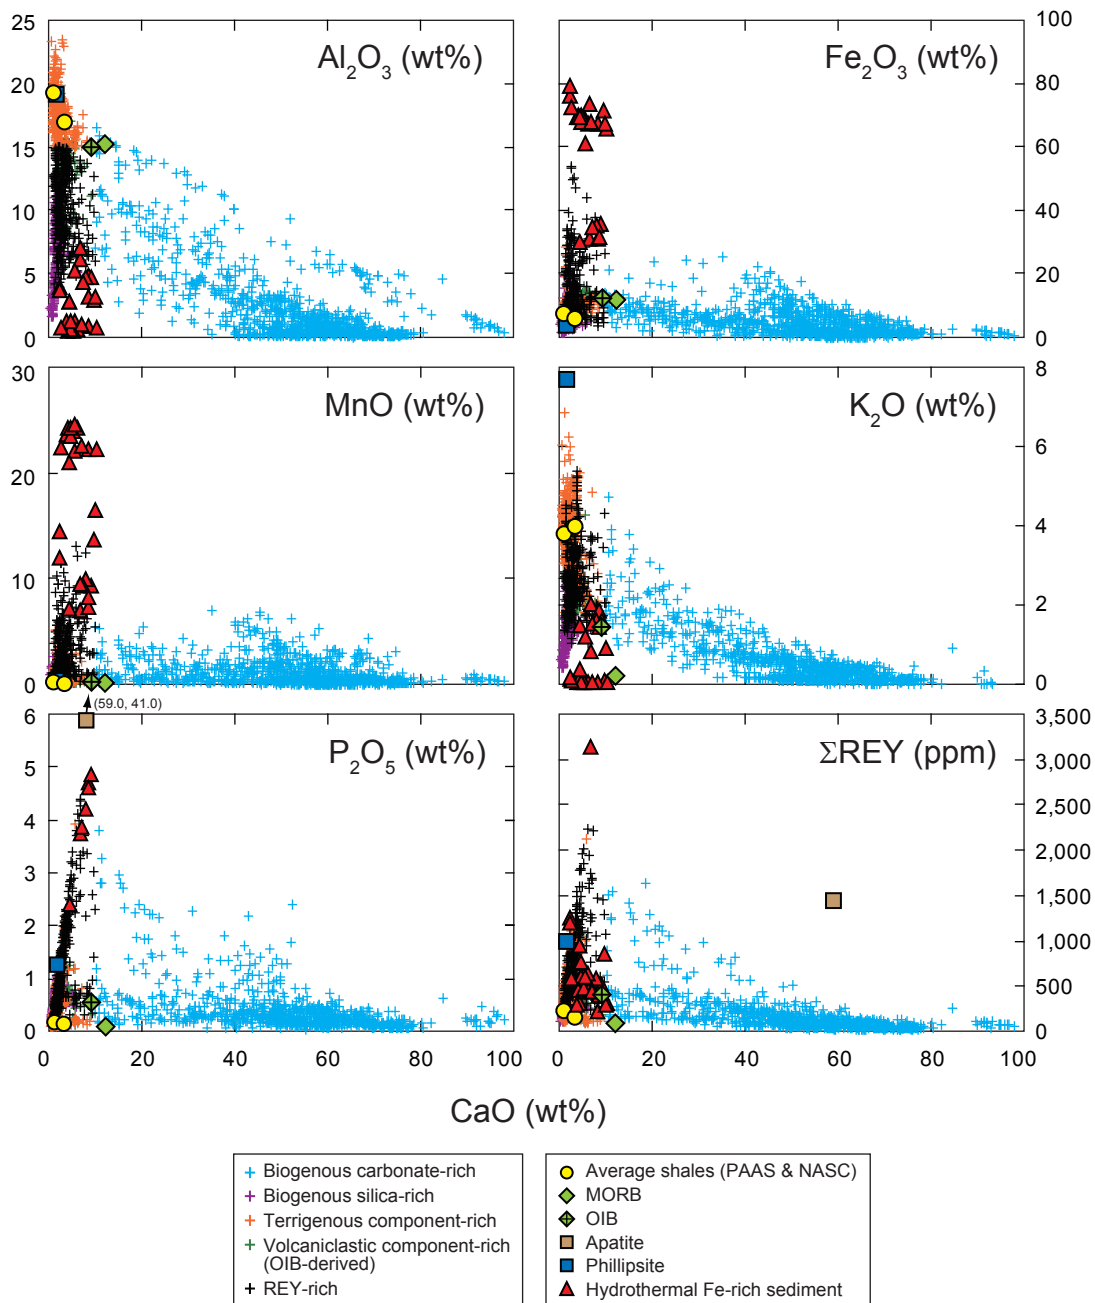 25
20
15
10
5
0
Al2O3 (wt%)
100
80
60
40
20
0
Fe2O3 (wt%)
30
20
10
0
MnO (wt%)
8
6
4
2
0
K2O (wt%)
(59.0, 41.0)
6
5
4
3
2
1
0
P2O5 (wt%)
3,500
3,000
2,500
2,000
1,500
1,000
500
0
ΣREY (ppm)
0 20 40 60 80 100
0 20 40 60 80 100
CaO (wt%)
Biogenous carbonate-rich
Biogenous silica-rich
Terrigenous component-rich
Volcaniclastic component-rich
(OIB-derived)
REY-rich
Average shales (PAAS & NASC)
MORB
OIB
Apatite
Phillipsite
Hydrothermal Fe-rich sediment